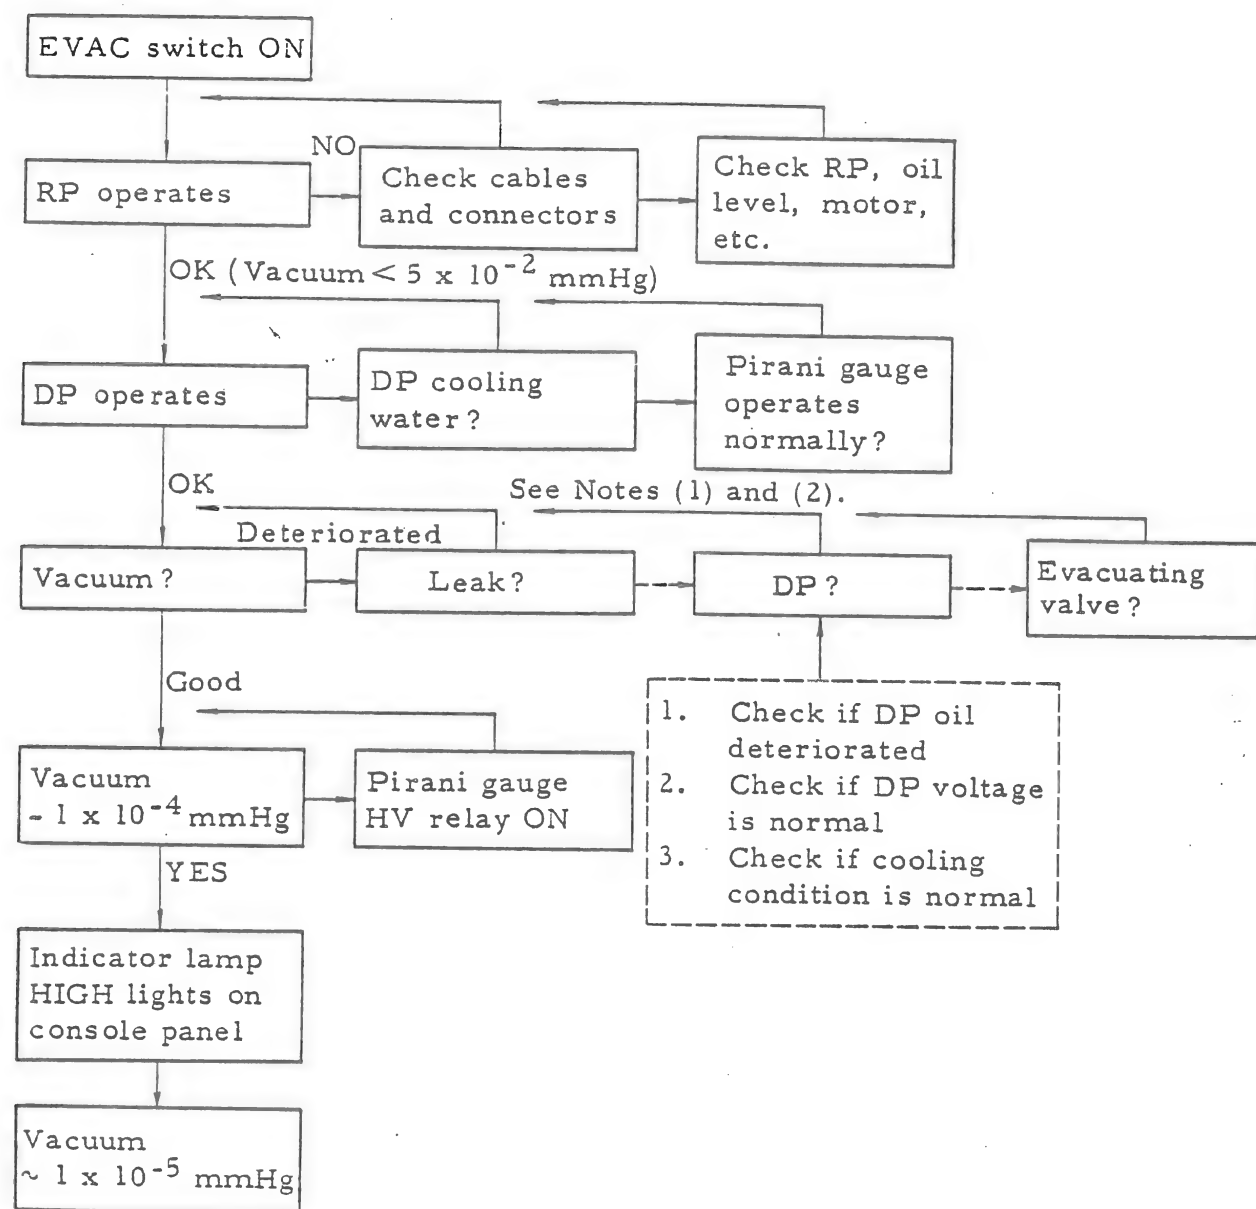 EVAC switch ON
NO
RP operates
Check cables
and connectors
Check RP, oil
level, motor,
etc.
OK (Vacuum < 5 x 10⁻² mmHg)
DP operates
DP cooling
water?
Pirani gauge
operates
normally?
OK
See Notes (1) and (2).
Deteriorated
Vacuum?
Leak?
DP?
Evacuating
valve?
Good
1. Check if DP oil
deteriorated
2. Check if DP voltage
is normal
3. Check if cooling
condition is normal
Vacuum
~ 1 x 10⁻⁴ mmHg
Pirani gauge
HV relay ON
YES
Indicator lamp
HIGH lights on
console panel
Vacuum
~ 1 x 10⁻⁵ mmHg